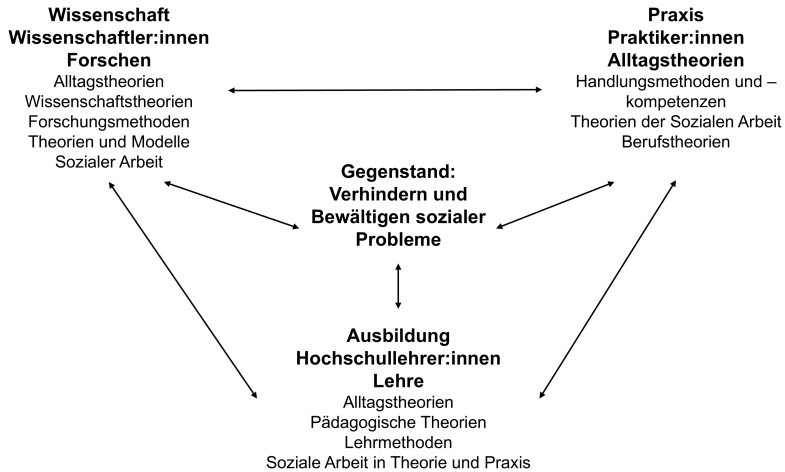 Wissenschaft
Wissenschaftler:innen
Forschen
Alltagstheorien
Wissenschaftstheorien
Forschungsmethoden
Theorien und Modelle
Sozialer Arbeit
Praxis
Praktiker:innen
Alltagstheorien
Handlungsmethoden und –
kompetenzen
Theorien der Sozialen Arbeit
Berufstheorien
Gegenstand:
Verhindern und
Bewältigen sozialer
Probleme
Ausbildung
Hochschullehrer:innen
Lehre
Alltagstheorien
Pädagogische Theorien
Lehrmethoden
Soziale Arbeit in Theorie und Praxis